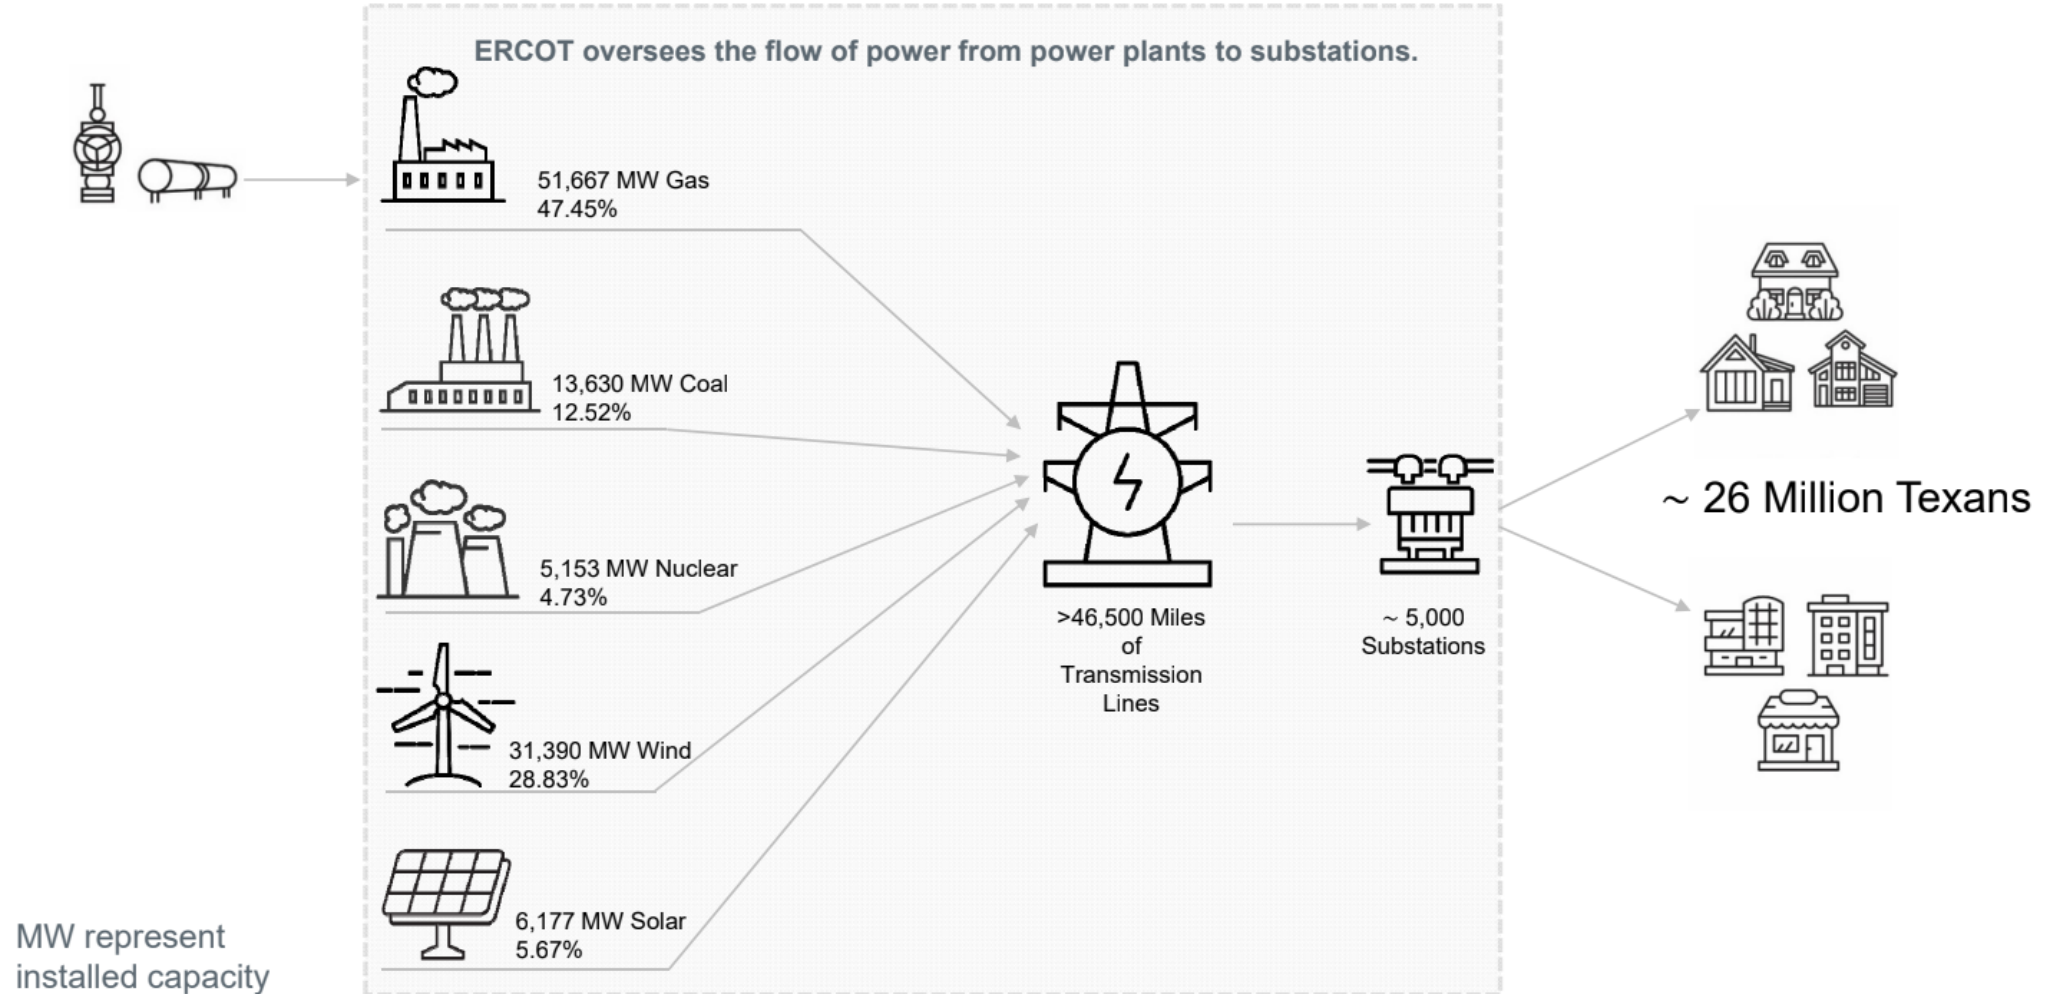 ERCOT oversees the flow of power from power plants to substations.
51,667 MW Gas
47.45%
13,630 MW Coal
12.52%
5,153 MW Nuclear
4.73%
31,390 MW Wind
28.83%
6,177 MW Solar
5.67%
>46,500 Miles
of
Transmission
Lines
~ 5,000
Substations
~ 26 Million Texans
MW represent
installed capacity